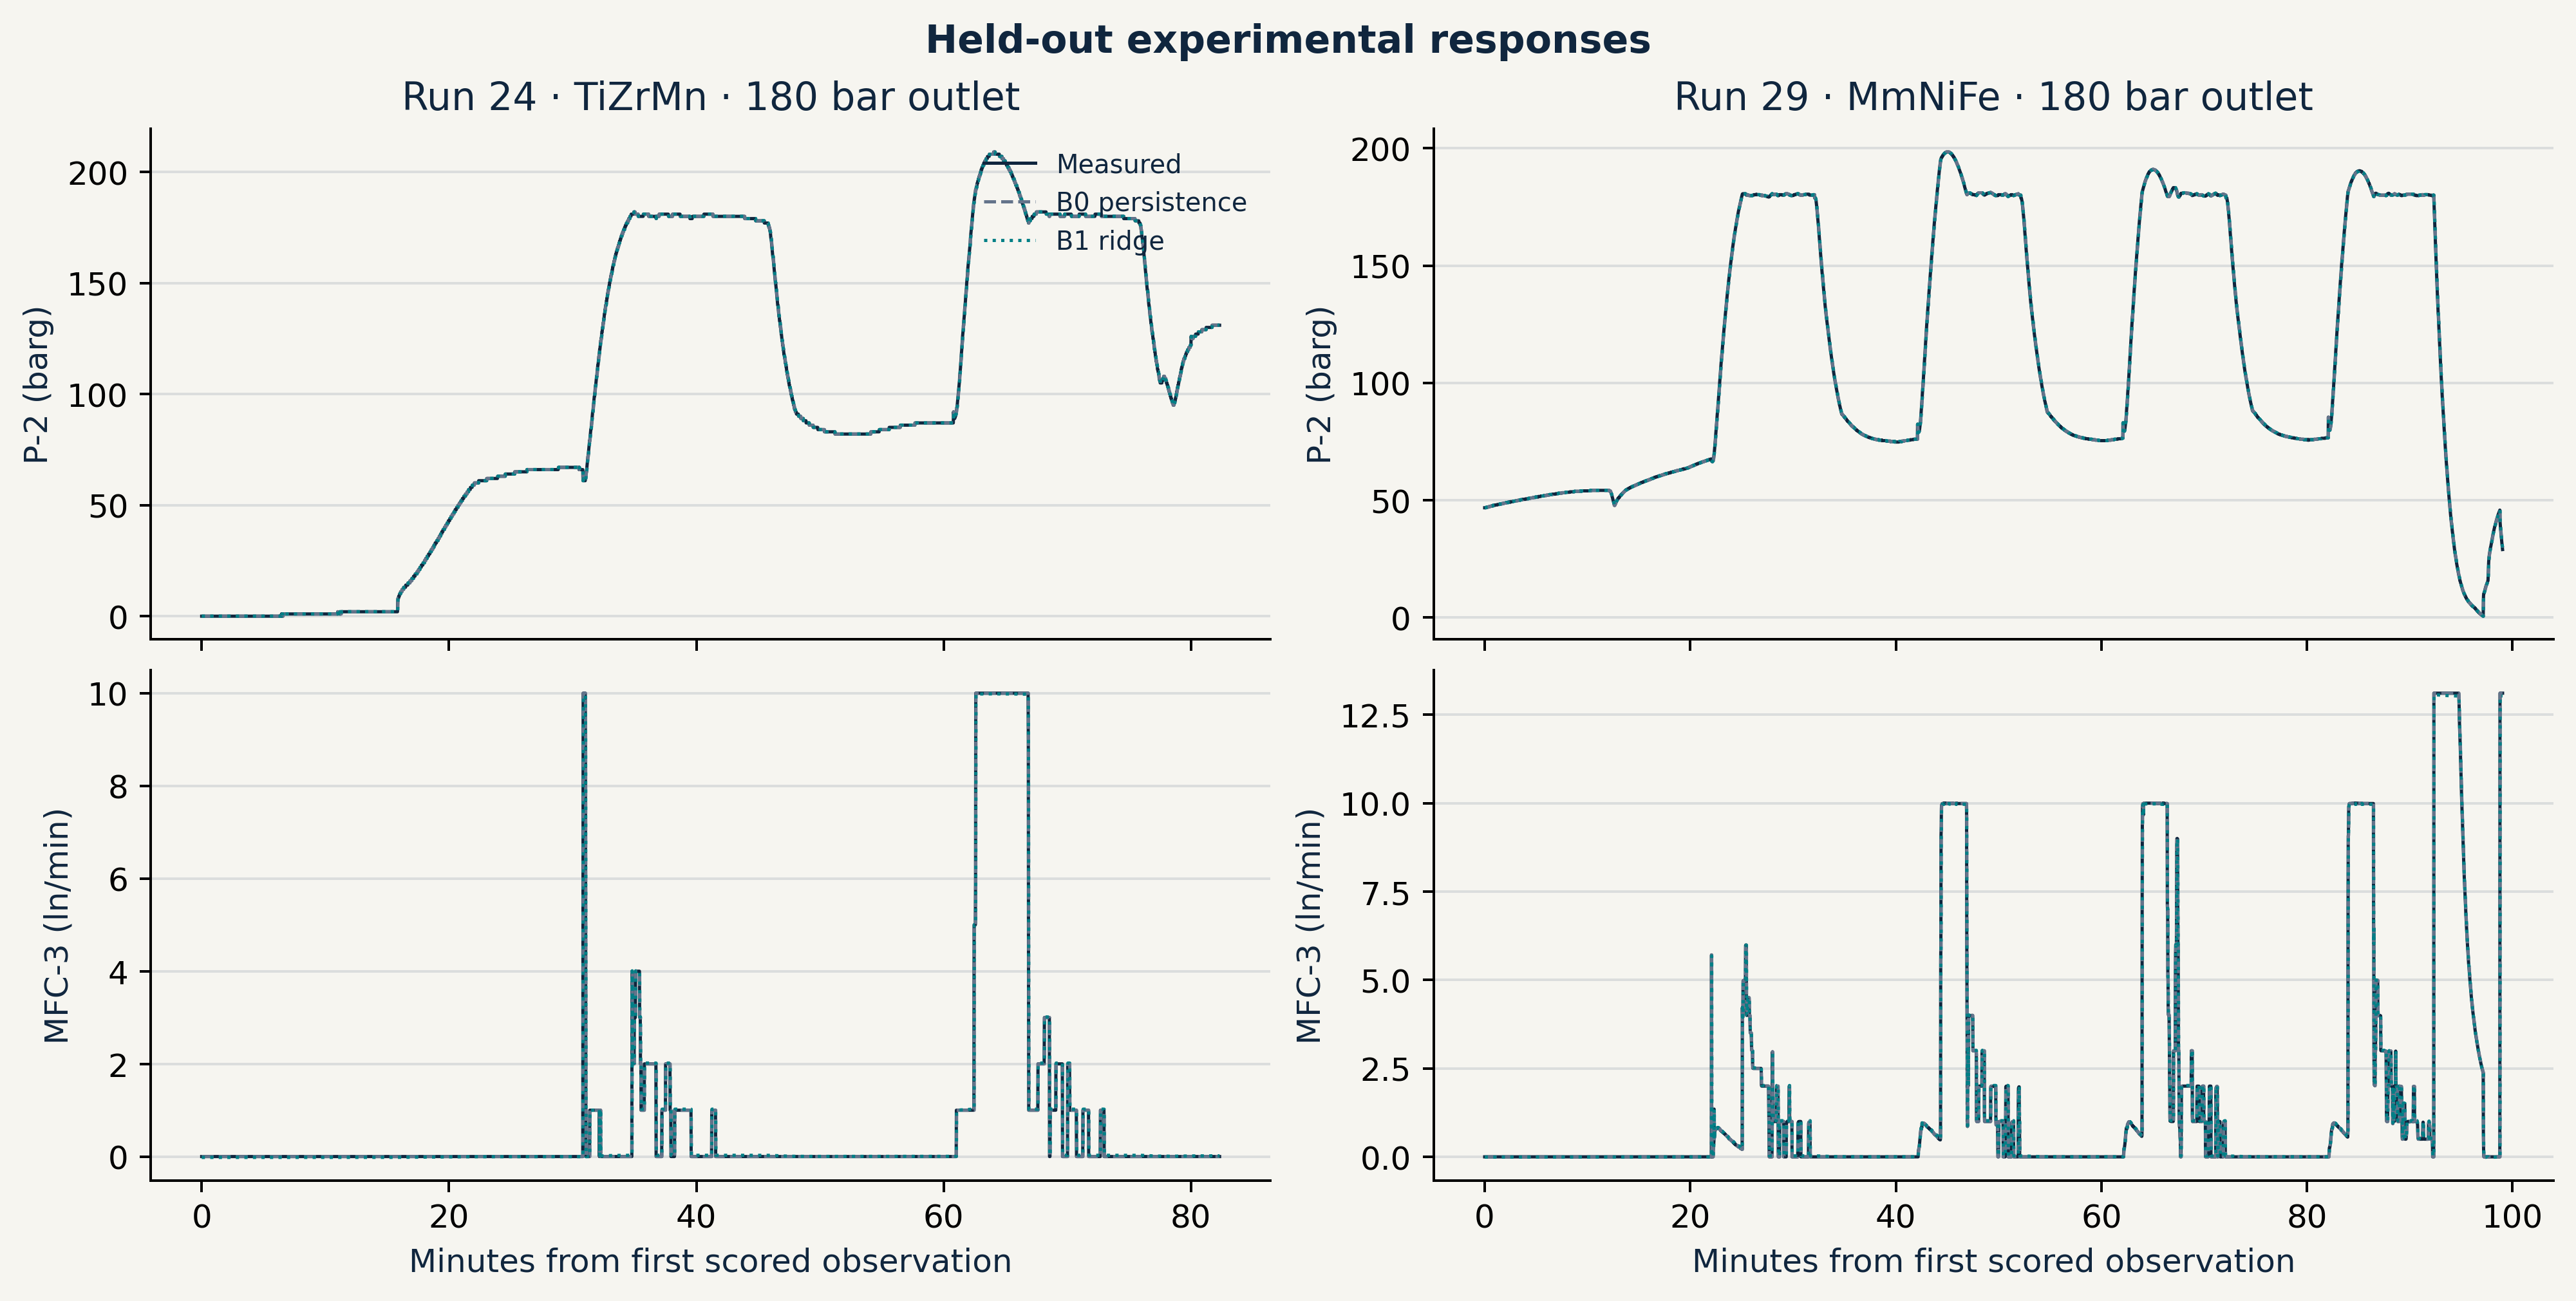 Held-out experimental responses
Run 24 · TiZrMn · 180 bar outlet
P-2 (barg)
200
150
100
50
0
Measured
B0 persistence
B1 ridge
Run 29 · MmNiFe · 180 bar outlet
P-2 (barg)
200
150
100
50
0
MFC-3 (ln/min)
10
8
6
4
2
0
0 20 40 60 80
Minutes from first scored observation
MFC-3 (ln/min)
12.5
10.0
7.5
5.0
2.5
0.0
0 20 40 60 80 100
Minutes from first scored observation